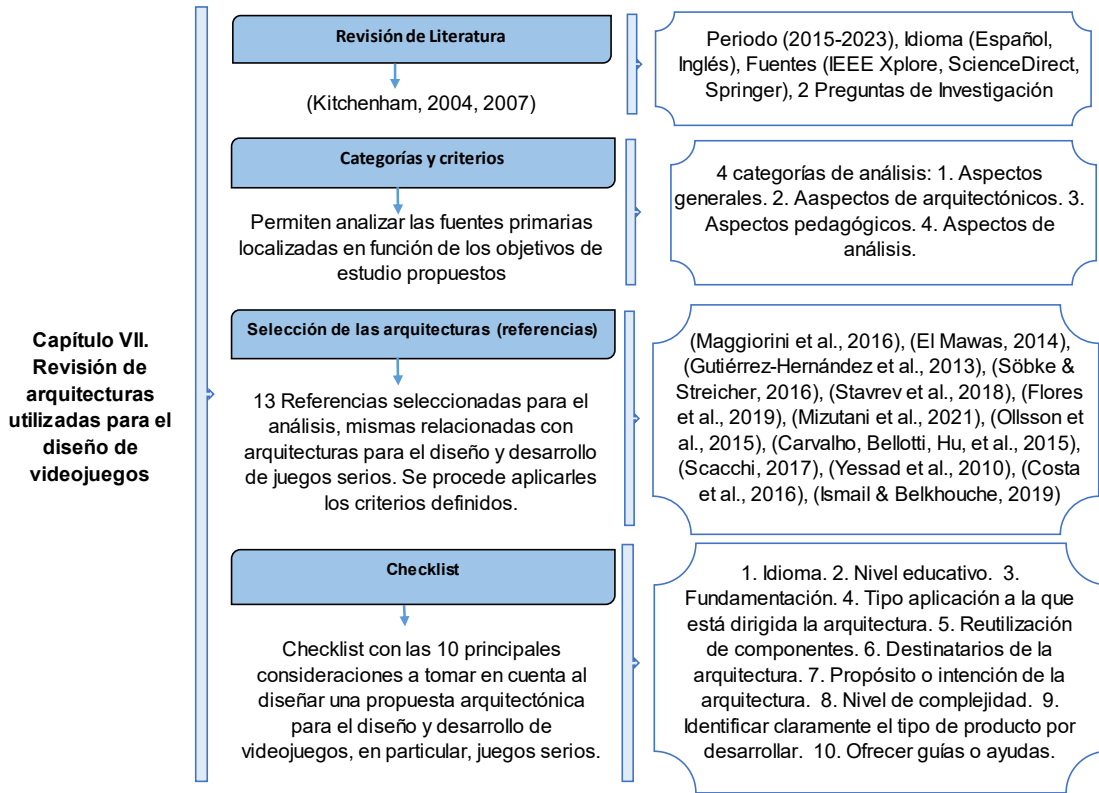 Capítulo VII.
Revisión de
arquitecturas
utilizadas para el
diseño de
videojuegos
Revisión de Literatura
(Kitchenham, 2004, 2007)
Periodo (2015-2023), Idioma (Español,
Inglés), Fuentes (IEEE Xplore, ScienceDirect,
Springer), 2 Preguntas de Investigación
Categorías y criterios
Permiten analizar las fuentes primarias
localizadas en función de los objetivos de
estudio propuestos
4 categorías de análisis: 1. Aspectos
generales. 2. Aaspectos de arquitectónicos. 3.
Aspectos pedagógicos. 4. Aspectos de
análisis.
Selección de las arquitecturas (referencias)
13 Referencias seleccionadas para el
análisis, mismas relacionadas con
arquitecturas para el diseño y desarrollo
de juegos serios. Se procede aplicarles
los criterios definidos.
(Maggiorini et al., 2016), (El Mawas, 2014),
(Gutiérrez-Hernández et al., 2013), (Söbke &
Streicher, 2016), (Stavrev et al., 2018), (Flores
et al., 2019), (Mizutani et al., 2021), (Ollsson et
al., 2015), (Carvalho, Bellotti, Hu, et al., 2015),
(Scacchi, 2017), (Yessad et al., 2010), (Costa
et al., 2016), (Ismail & Belkhouche, 2019)
Checklist
Checklist con las 10 principales
consideraciones a tomar en cuenta al
diseñar una propuesta arquitectónica
para el diseño y desarrollo de
videojuegos, en particular, juegos serios.
1. Idioma. 2. Nivel educativo. 3.
Fundamentación. 4. Tipo aplicación a la que
está dirigida la arquitectura. 5. Reutilización
de componentes. 6. Destinatarios de la
arquitectura. 7. Propósito o intención de la
arquitectura. 8. Nivel de complejidad. 9.
Identificar claramente el tipo de producto por
desarrollar. 10. Ofrecer guías o ayudas.